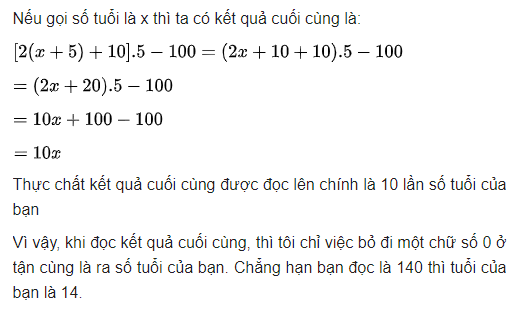 Nếu gọi số tuổi là x thì ta có kết quả cuối cùng là:
[2(x + 5) + 10].5 − 100 = (2x + 10 + 10).5 − 100
= (2x + 20).5 − 100
= 10x + 100 − 100
= 10x
Thực chất kết quả cuối cùng được đọc lên chính là 10 lần số tuổi của
bạn
Vì vậy, khi đọc kết quả cuối cùng, thì tôi chỉ việc bỏ đi một chữ số 0 ở
tận cùng là ra số tuổi của bạn. Chẳng hạn bạn đọc là 140 thì tuổi của
bạn là 14.